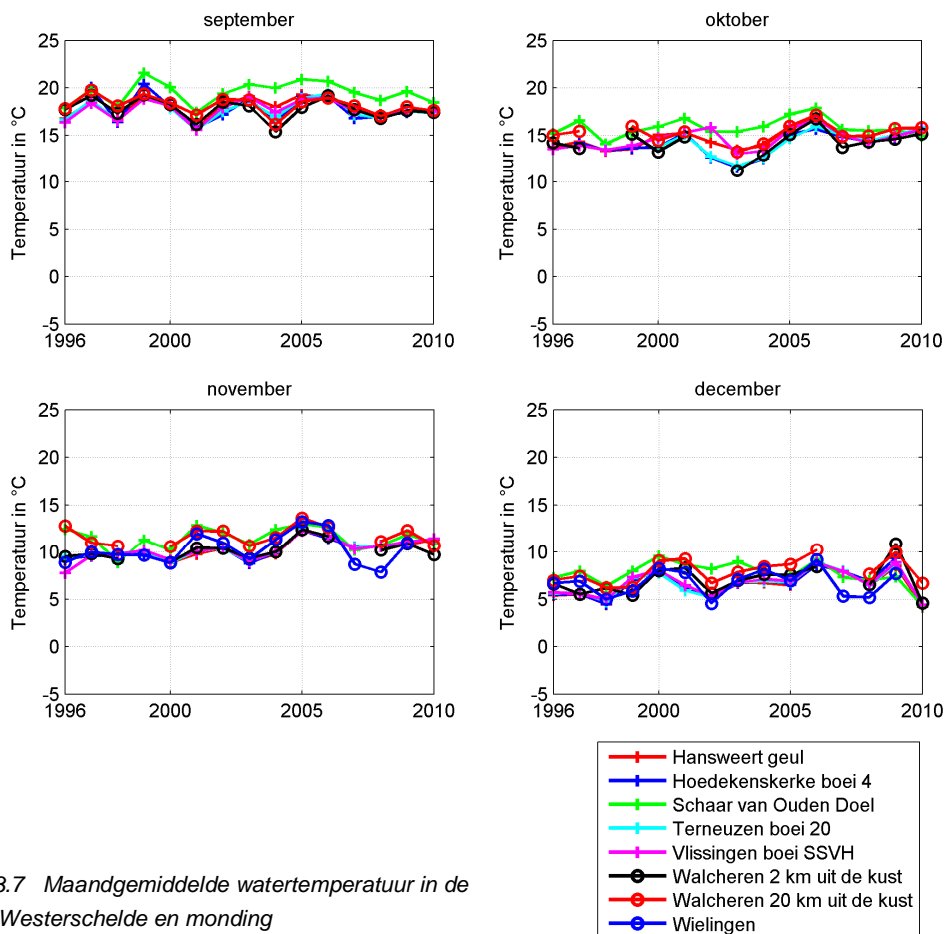 september
25
20
15
10
5
0
-5
Temperatuur in °C
1996 2000 2005 2010
oktober
25
20
15
10
5
0
-5
Temperatuur in °C
1996 2000 2005 2010
november
25
20
15
10
5
0
-5
Temperatuur in °C
1996 2000 2005 2010
december
25
20
15
10
5
0
-5
Temperatuur in °C
1996 2000 2005 2010
Hansweert geul
Hoedekenskerke boei 4
Schaar van Ouden Doel
Terneuzen boei 20
Vlissingen boei SSVH
Walcheren 2 km uit de kust
Walcheren 20 km uit de kust
Wielingen
3.7 Maandgemiddelde watertemperatuur in de
Westerschelde en monding